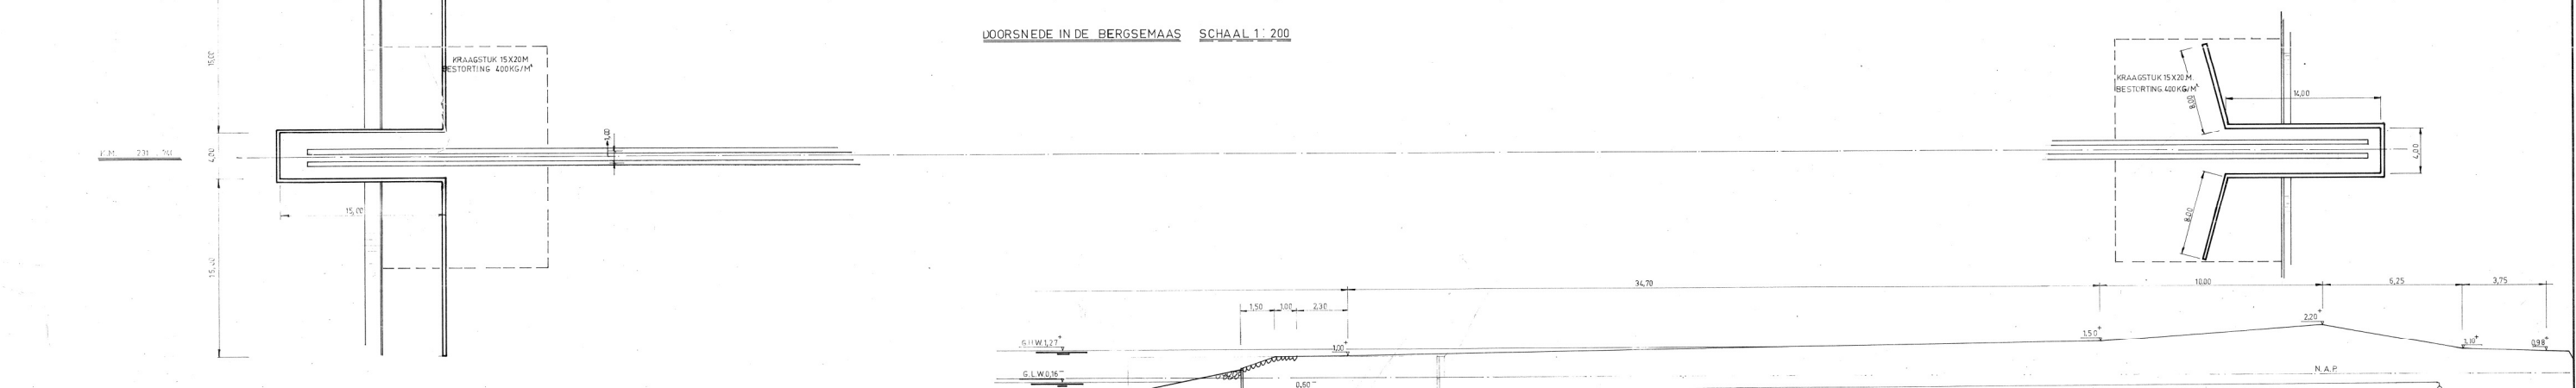 DOORSNEDE IN DE BERGSEMAAS SCHAAL 1:200
15,00
KRAAGSTUK 15X20M
BESTORTING 400KG/M²
1,00
4,00
15,00
15,00
KRAAGSTUK 15X20M.
BESTORTING 400KG/M²
8,00
14,00
4,00
8,00
34,70
10,00
6,25
3,75
1,50
1,00
2,30
G.H.W.1,27⁺
1,00⁺
1,50⁺
2,20⁺
1,10⁺
0,98⁺
G.L.W.0,16⁻
0,60⁻
N.A.P.